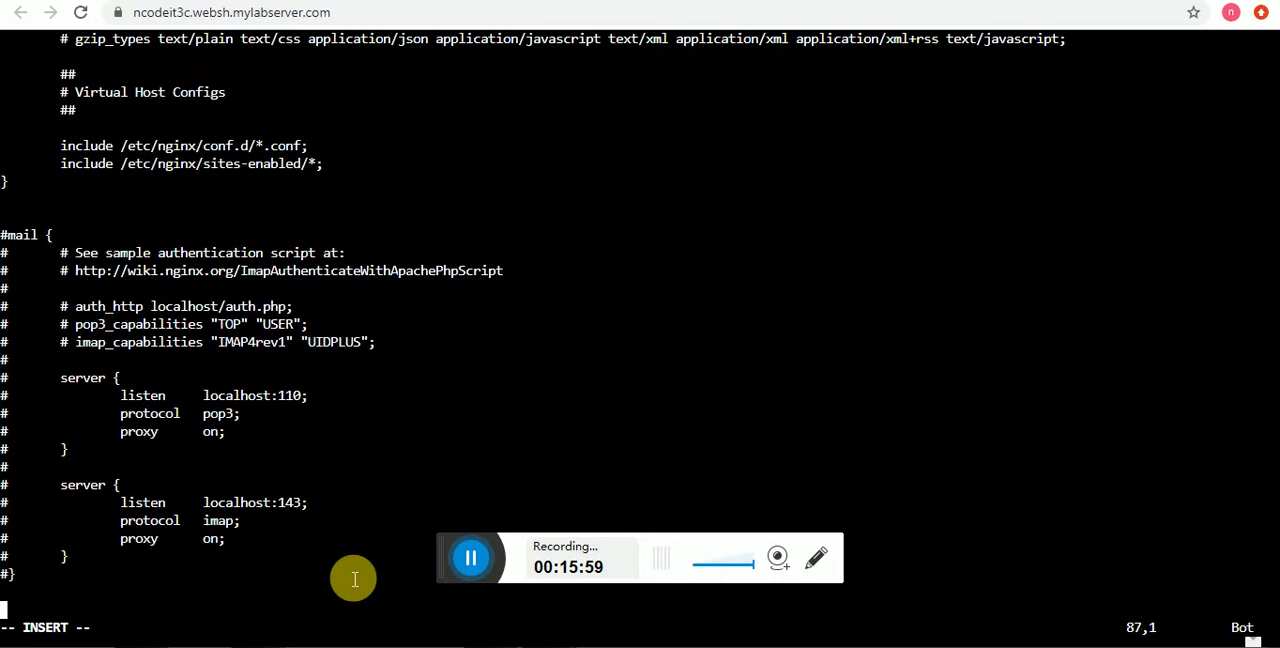 ncodeit3c.websh.mylabserver.com
n
# gzip_types text/plain text/css application/json application/javascript text/xml application/xml application/xml+rss text/javascript;
##
# Virtual Host Configs
##
include /etc/nginx/conf.d/*.conf;
include /etc/nginx/sites-enabled/*;
}
#mail {
# # See sample authentication script at:
# # http://wiki.nginx.org/ImapAuthenticateWithApachePhpScript
#
# # auth_http localhost/auth.php;
# # pop3_capabilities "TOP" "USER";
# # imap_capabilities "IMAP4rev1" "UIDPLUS";
#
# server {
# listen localhost:110;
# protocol pop3;
# proxy on;
# }
#
# server {
# listen localhost:143;
# protocol imap;
# proxy on;
# }
#}
Recording...
00:15:59
-- INSERT -- 87,1 Bot